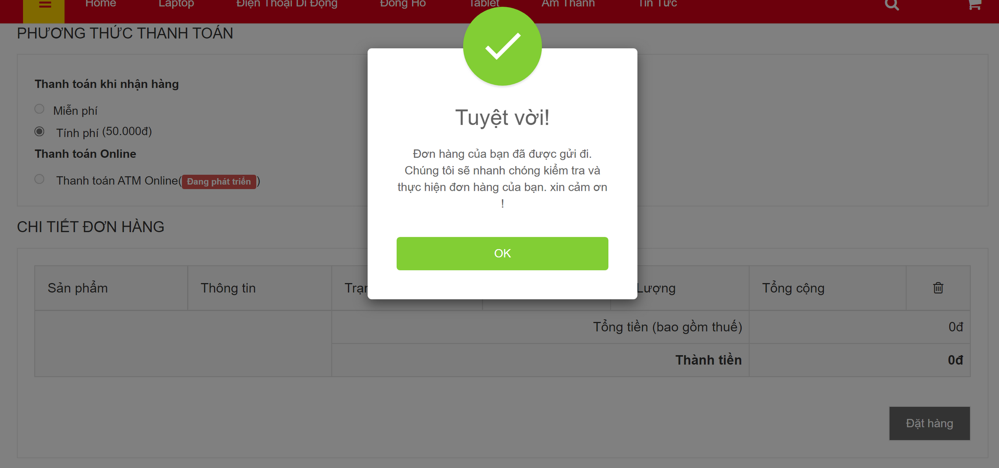 Home Laptop Điện Thoại Di Động Đồng Hồ Tablet Âm Thanh Tin Tức
PHƯƠNG THỨC THANH TOÁN
Thanh toán khi nhận hàng
Miễn phí
Tính phí (50.000đ)
Thanh toán Online
Thanh toán ATM Online(Đang phát triển)
Tuyệt vời!
Đơn hàng của bạn đã được gửi đi.
Chúng tôi sẽ nhanh chóng kiểm tra và
thực hiện đơn hàng của bạn. xin cảm ơn
!
OK
CHI TIẾT ĐƠN HÀNG
Sản phẩm Thông tin Lượng Tổng cộng
Tổng tiền (bao gồm thuế) 0đ
Thành tiền 0đ
Đặt hàng